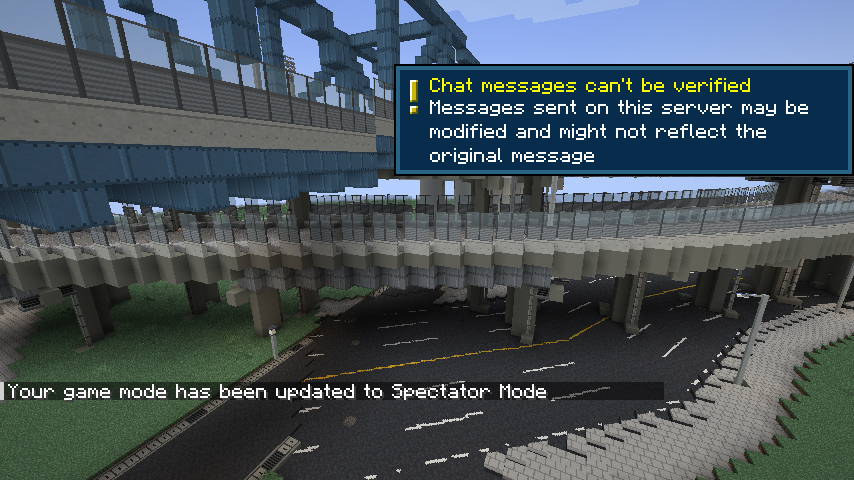 Chat messages can't be verified
Messages sent on this server may be
modified and might not reflect the
original message
Your game mode has been updated to Spectator Mode